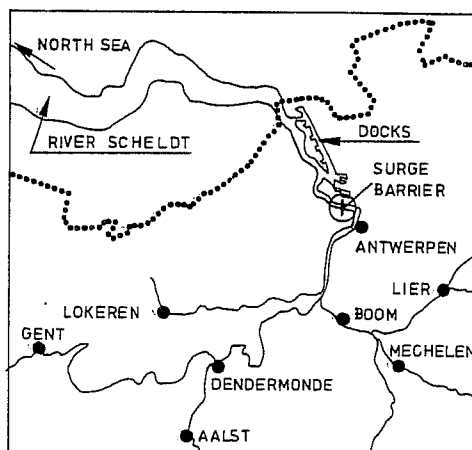 NORTH SEA
RIVER SCHELDT
DOCKS
SURGE
BARRIER
ANTWERPEN
LIER
LOKEREN
BOOM
GENT
MECHELEN
DENDERMONDE
AALST